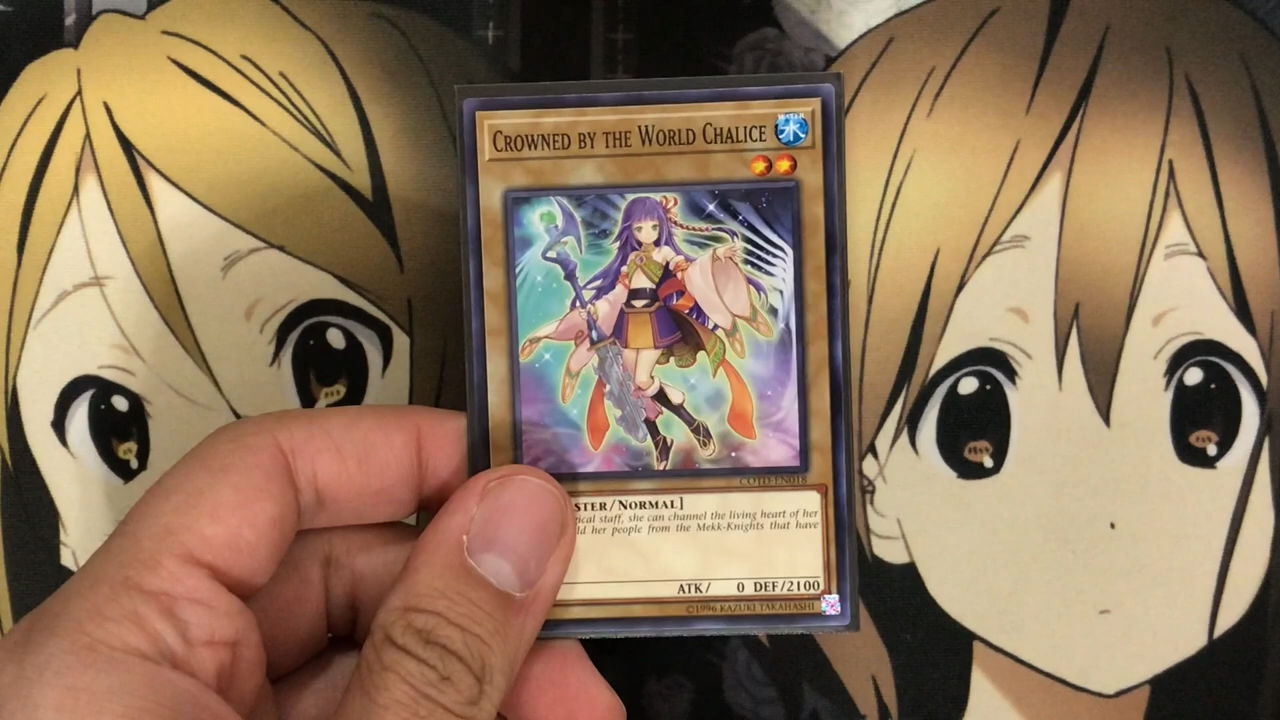 CROWNED BY THE WORLD CHALICE
WATER
水
COTD-EN018
STER/NORMAL]
ical staff, she can channel the living heart of her
ld her people from the Mekk-Knights that have
ATK/ 0 DEF/2100
©1996 KAZUKI TAKAHASHI